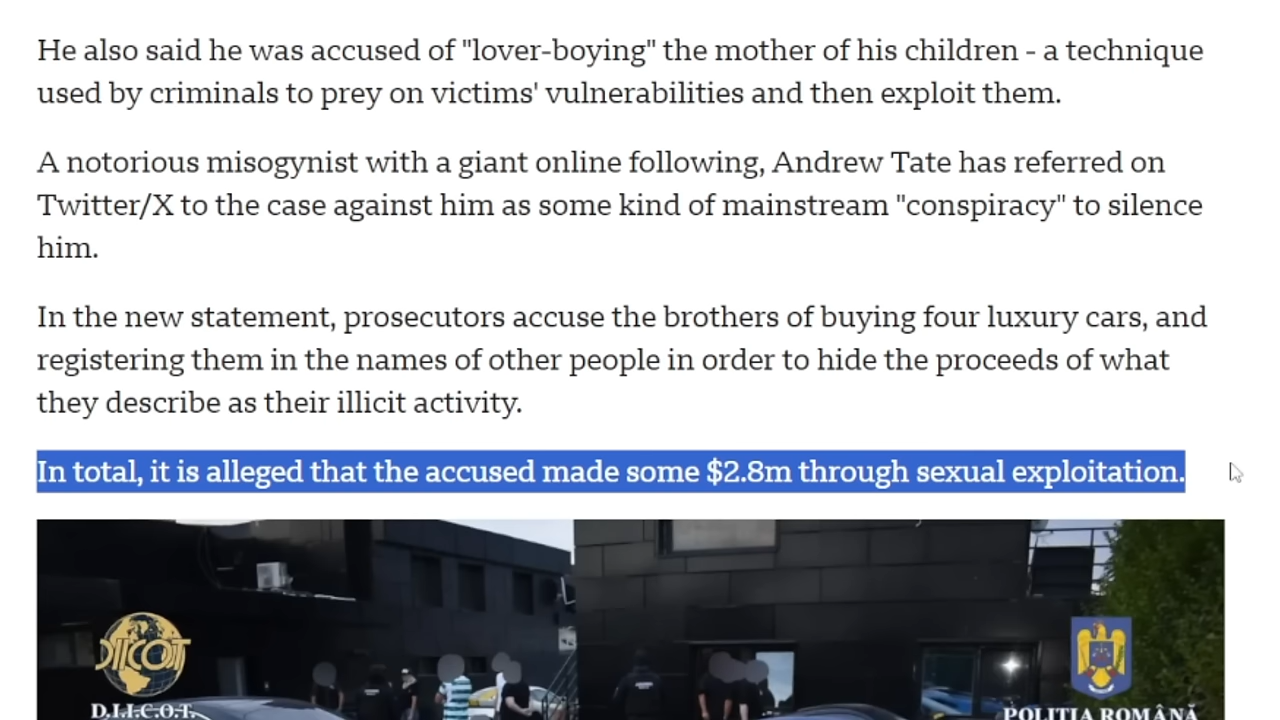 He also said he was accused of "lover-boying" the mother of his children - a technique
used by criminals to prey on victims' vulnerabilities and then exploit them.
A notorious misogynist with a giant online following, Andrew Tate has referred on
Twitter/X to the case against him as some kind of mainstream "conspiracy" to silence
him.
In the new statement, prosecutors accuse the brothers of buying four luxury cars, and
registering them in the names of other people in order to hide the proceeds of what
they describe as their illicit activity.
In total, it is alleged that the accused made some $2.8m through sexual exploitation.
DIICOT
D.I.I.C.O.T.
POLIȚIA ROMÂNĂ